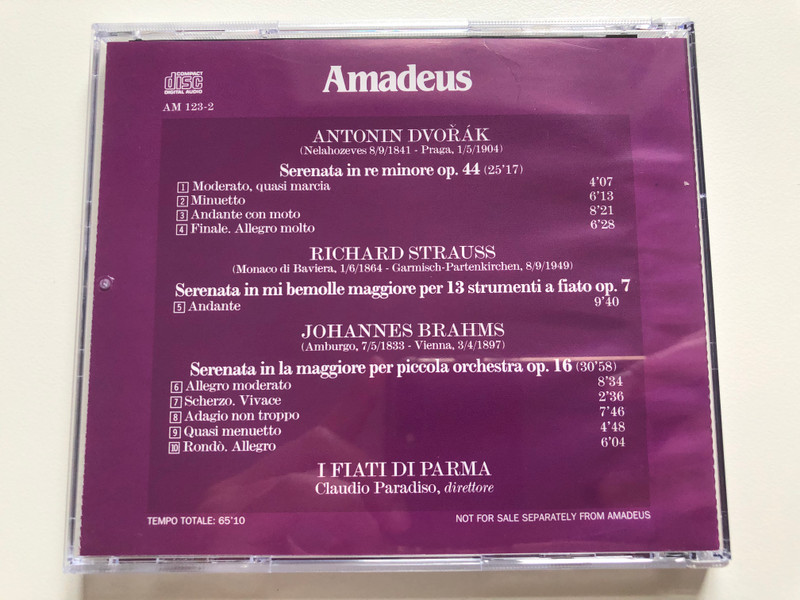 Amadeus
COMPACT
disc
DIGITAL AUDIO
AM 123-2
ANTONIN DVOŘÁK
(Nelahozeves 8/9/1841 - Praga, 1/5/1904)
Serenata in re minore op. 44 (25'17)
1 Moderato, quasi marcia 4'07
2 Minuetto 6'13
3 Andante con moto 8'21
4 Finale. Allegro molto 6'28
RICHARD STRAUSS
(Monaco di Baviera, 1/6/1864 - Garmisch-Partenkirchen, 8/9/1949)
Serenata in mi bemolle maggiore per 13 strumenti a fiato op. 7
5 Andante 9'40
JOHANNES BRAHMS
(Amburgo, 7/5/1833 - Vienna, 3/4/1897)
Serenata in la maggiore per piccola orchestra op. 16 (30'58)
6 Allegro moderato 8'34
7 Scherzo. Vivace 2'36
8 Adagio non troppo 7'46
9 Quasi menuetto 4'48
10 Rondò. Allegro 6'04
I FIATI DI PARMA
Claudio Paradiso, direttore
TEMPO TOTALE: 65'10
NOT FOR SALE SEPARATELY FROM AMADEUS